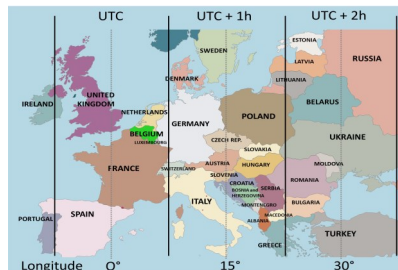 UTC UTC + 1h UTC + 2h
ESTONIA
SWEDEN
RUSSIA
LATVIA
DENMARK
LITHUANIA
IRELAND
UNITED
KINGDOM
BELARUS
NETHERLANDS
GERMANY
POLAND
BELGIUM
LUXEMBOURG
CZECH REP.
UKRAINE
SLOVAKIA
FRANCE
SWITZERLAND
AUSTRIA
HUNGARY
MOLDOVA
SLOVENIA
ROMANIA
CROATIA
BOSNIA AND
HERZEGOVINA
SERBIA
ITALY
MONTENEGRO
BULGARIA
PORTUGAL
SPAIN
MACEDONIA
ALBANIA
TURKEY
GREECE
Longitude 0° 15° 30°